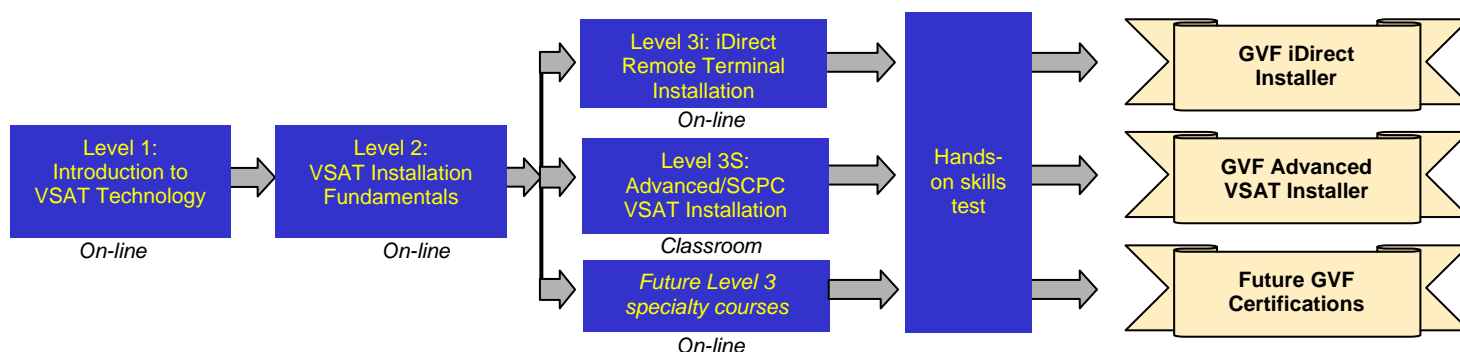 Level 1:
Introduction to
VSAT Technology
On-line
Level 2:
VSAT Installation
Fundamentals
On-line
Level 3i: iDirect
Remote Terminal
Installation
On-line
Level 3S:
Advanced/SCPC
VSAT Installation
Classroom
Future Level 3
specialty courses
On-line
Hands-
on skills
test
GVF iDirect
Installer
GVF Advanced
VSAT Installer
Future GVF
Certifications